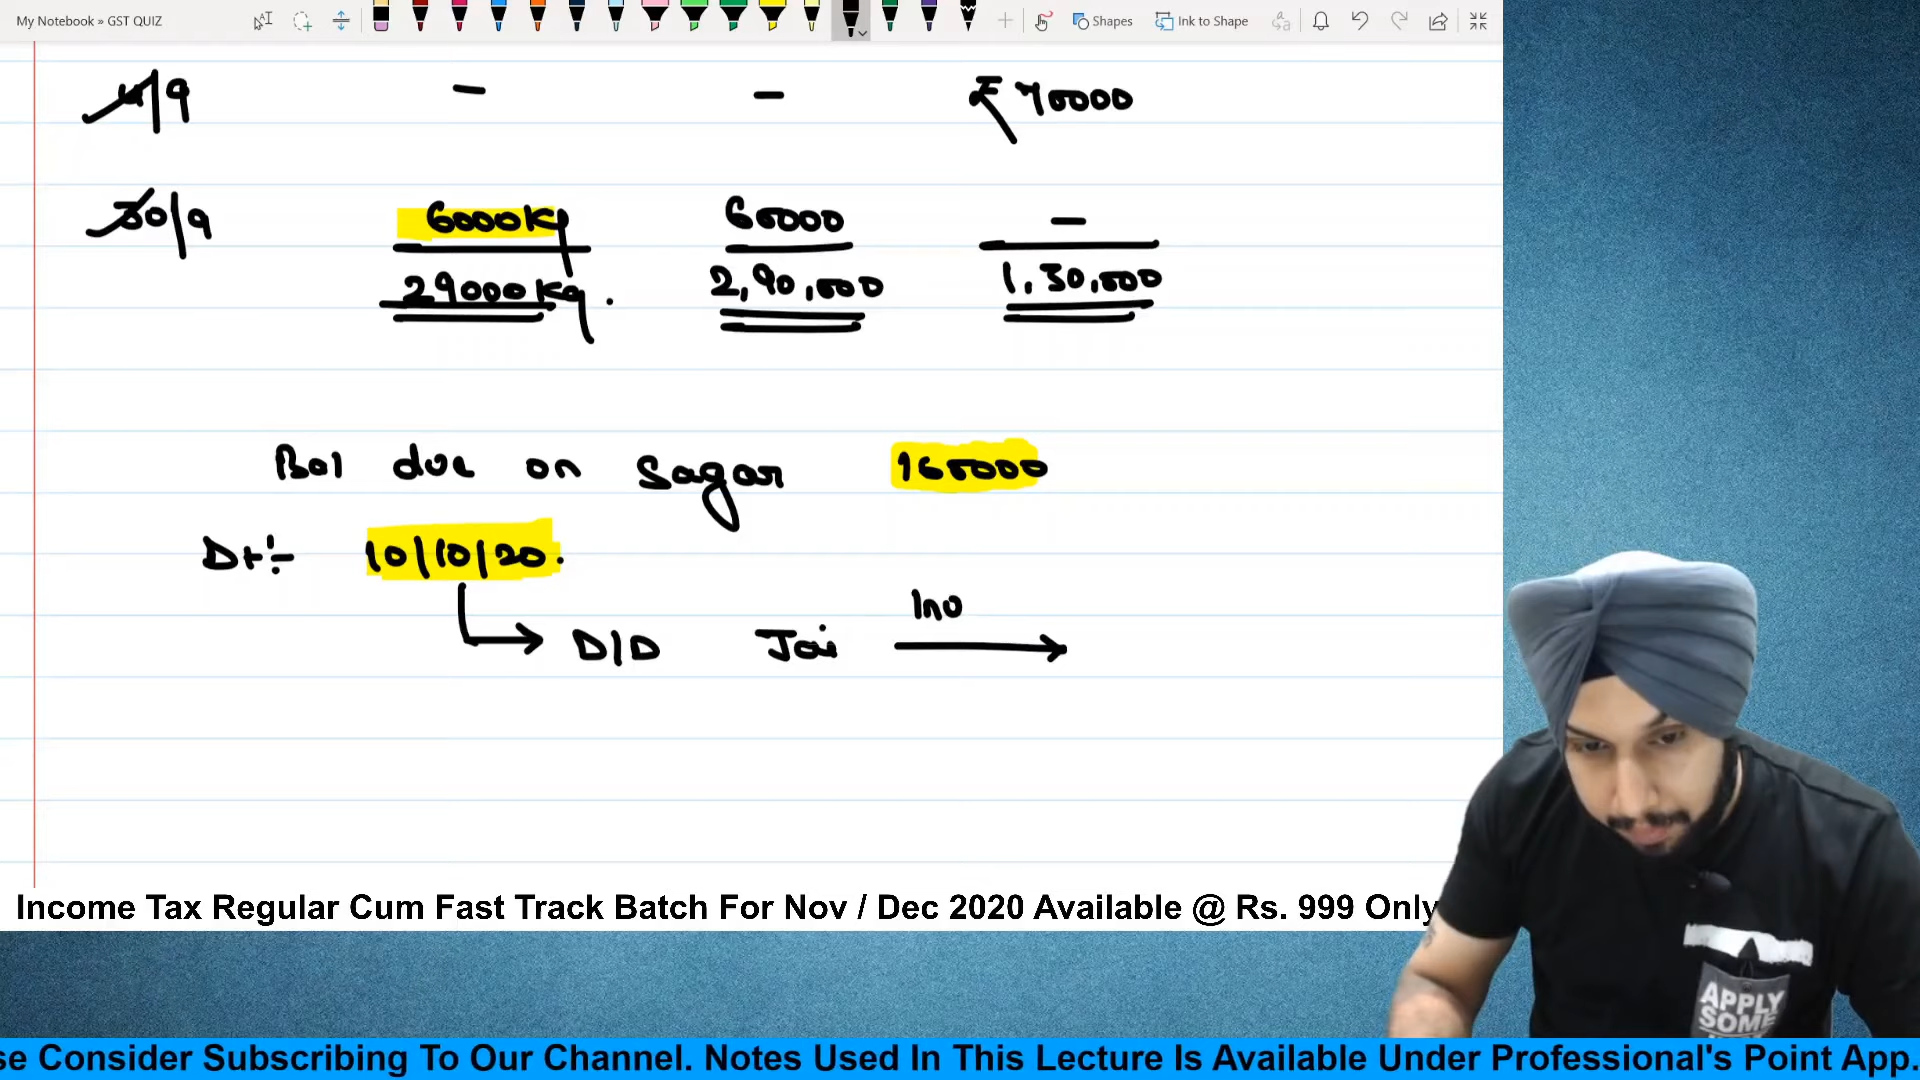 My Notebook » GST QUIZ
Shapes
Ink to Shape
/9 - - ₹ 70000
30/9 6000Kg 60000 -
29000Kg. 2,90,000 1,30,000
Bal due on Sagar 160000
Dt:- 10/10/20.
D/D Jai Inv
Income Tax Regular Cum Fast Track Batch For Nov / Dec 2020 Available @ Rs. 999 Only
APPLY
SOME
se Consider Subscribing To Our Channel. Notes Used In This Lecture Is Available Under Professional's Point App.